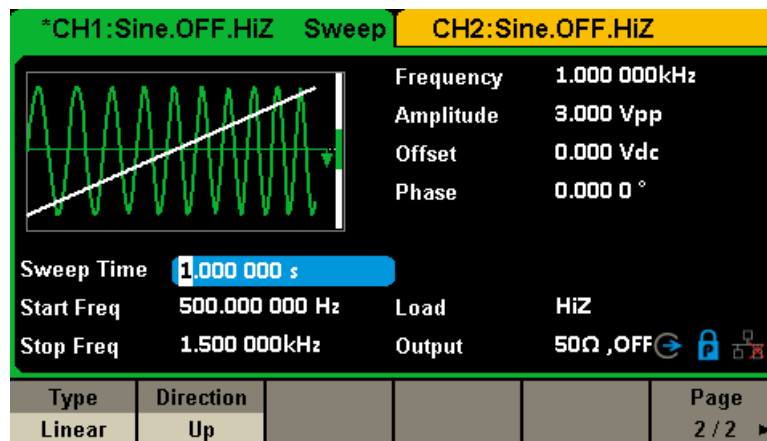 *CH1:Sine.OFF.HiZ Sweep CH2:Sine.OFF.HiZ
Frequency 1.000 000kHz
Amplitude 3.000 Vpp
Offset 0.000 Vdc
Phase 0.000 0 °
Sweep Time 1.000 000 s
Start Freq 500.000 000 Hz Load HiZ
Stop Freq 1.500 000kHz Output 50Ω ,OFF P
Type Direction Page
Linear Up 2 / 2